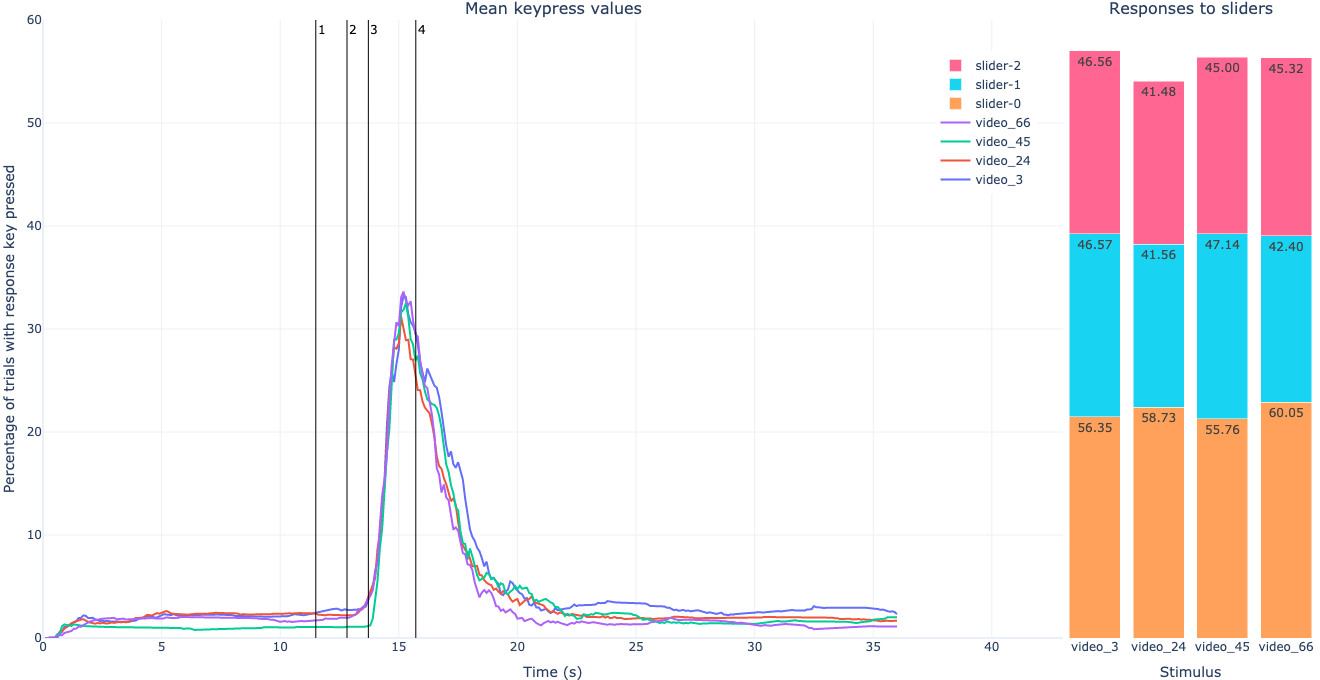 Mean keypress values
Responses to sliders
Percentage of trials with response key pressed
60
50
40
30
20
10
0
1
2
3
4
slider-2
slider-1
slider-0
video_66
video_45
video_24
video_3
0
5
10
15
20
25
30
35
40
Time (s)
46.56
41.48
45.00
45.32
46.57
41.56
47.14
42.40
56.35
58.73
55.76
60.05
video_3
video_24
video_45
video_66
Stimulus